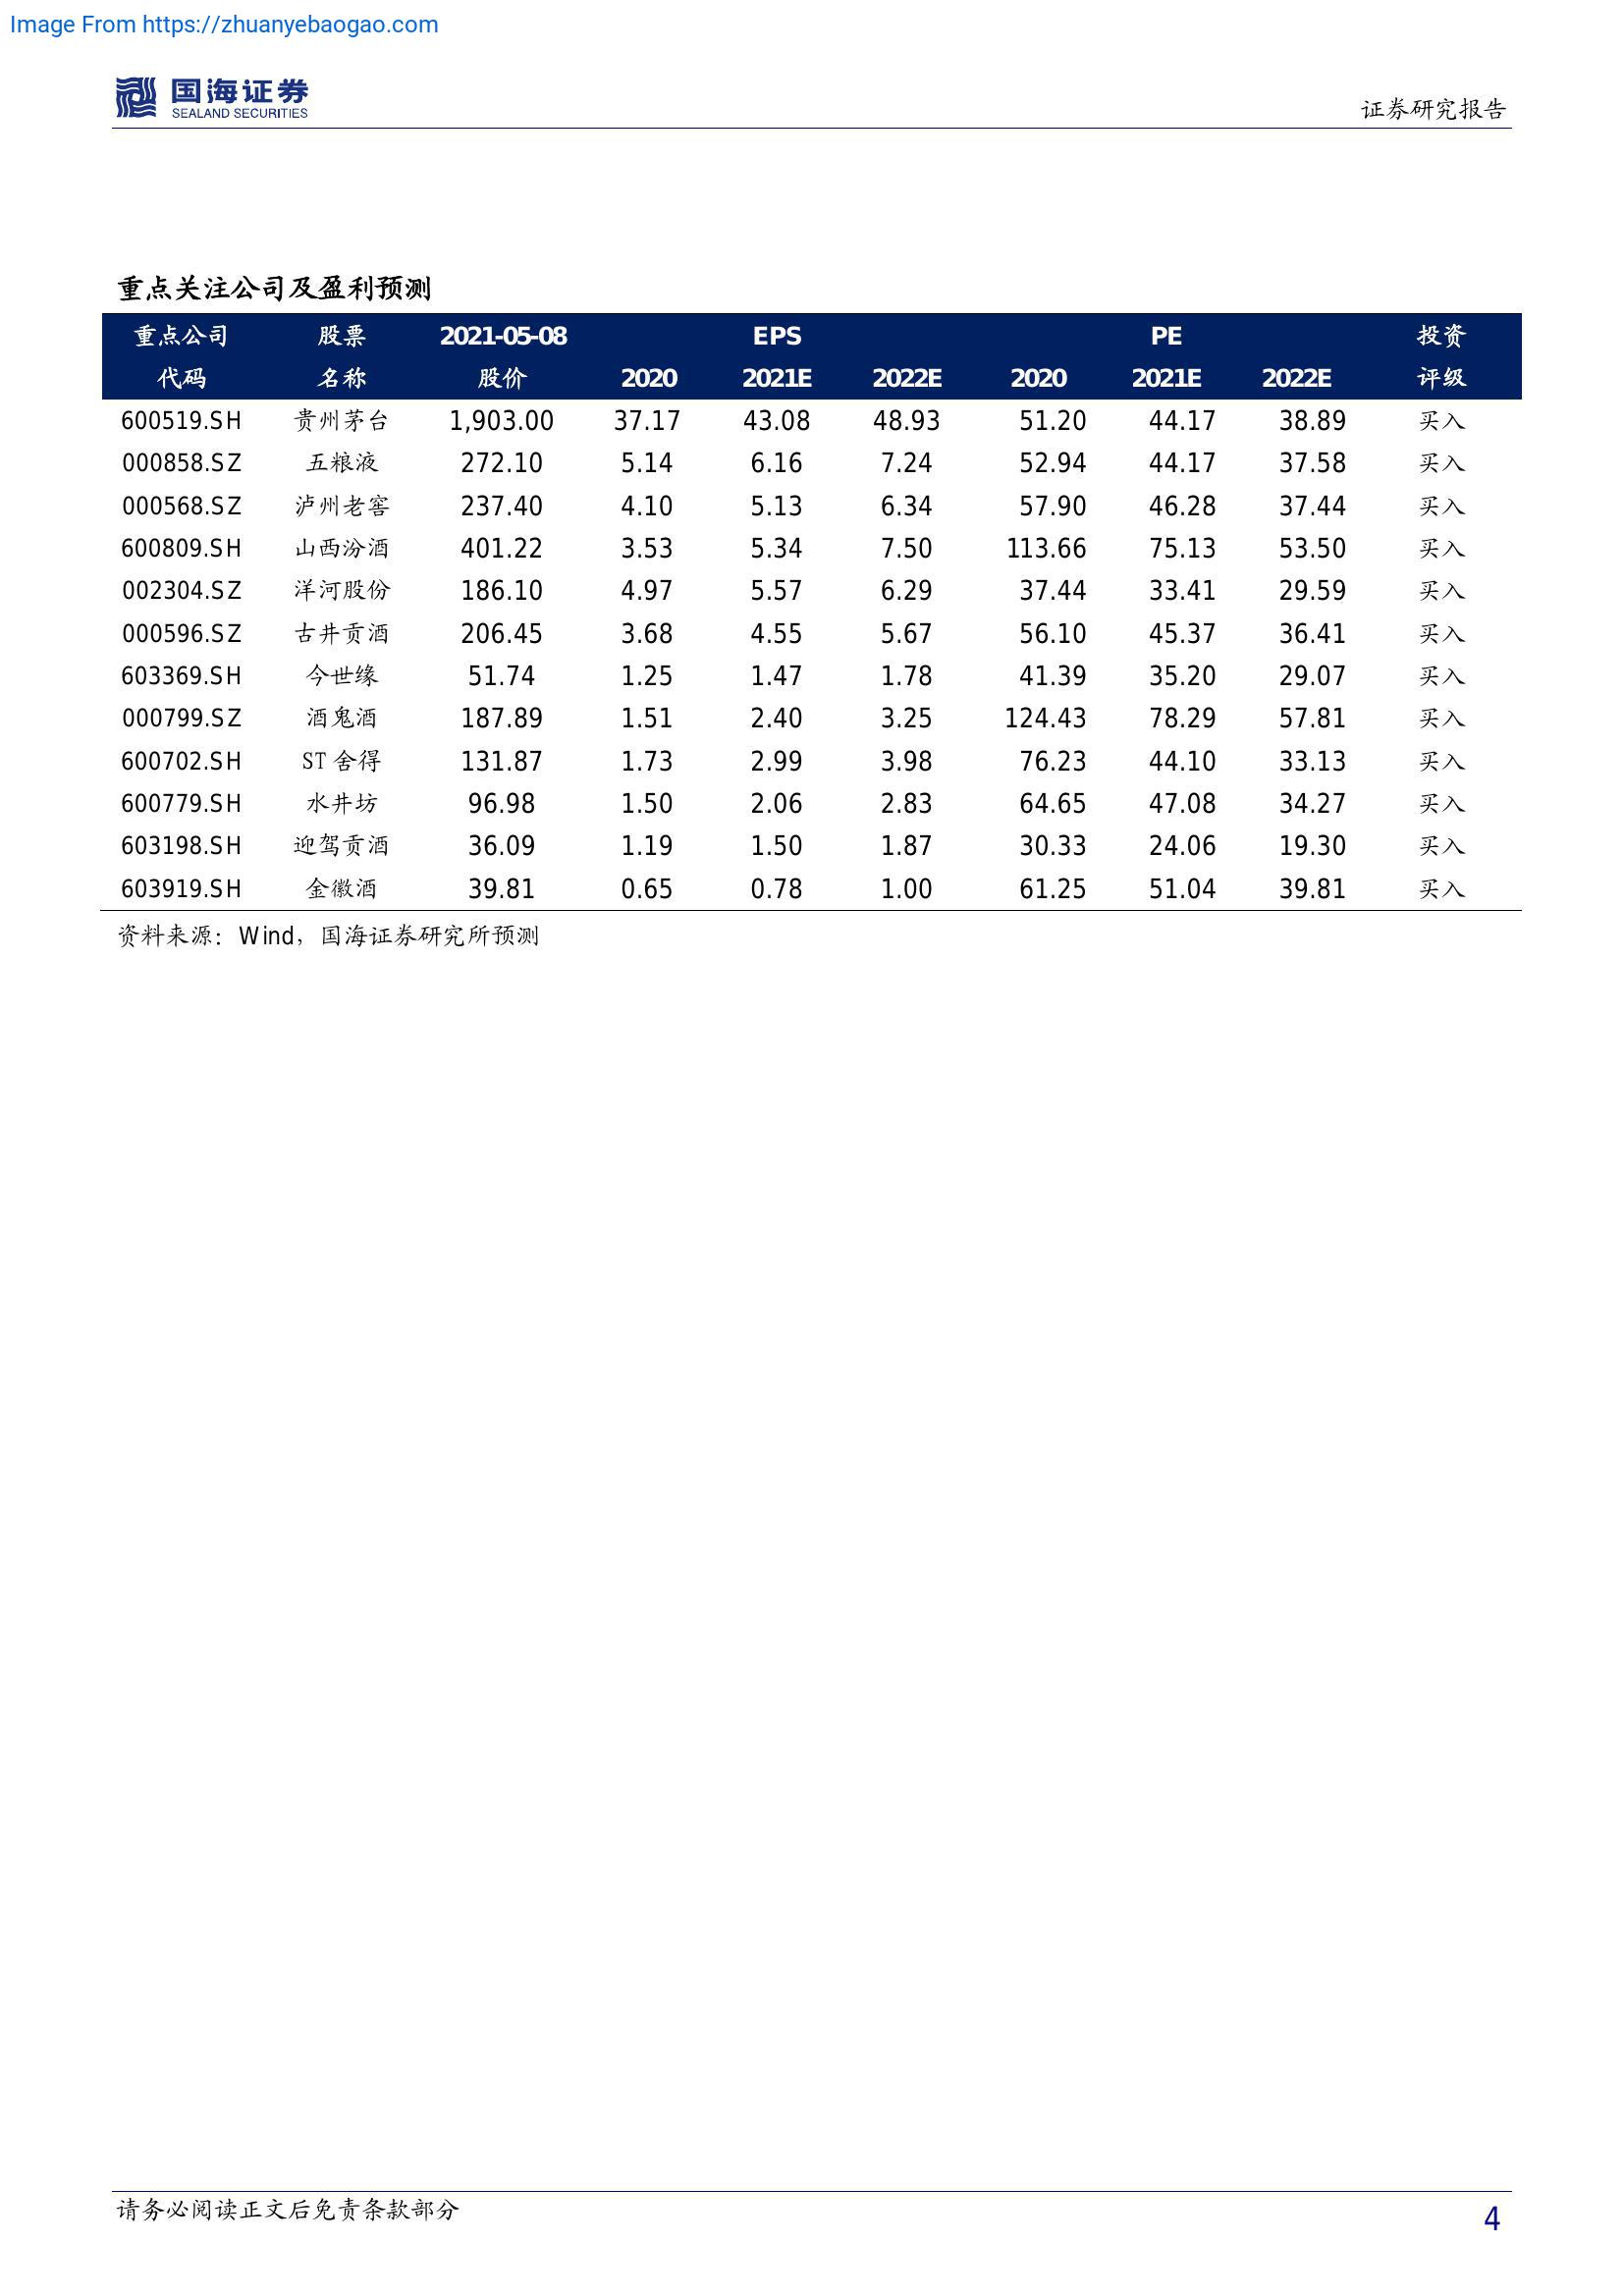 Image From https://zhuanyebaogao.com
国海证券
SEALAND SECURITIES
证券研究报告
重点关注公司及盈利预测
重点公司 股票 2021-05-08 EPS PE 投资
代码 名称 股价 2020 2021E 2022E 2020 2021E 2022E 评级
600519.SH 贵州茅台 1,903.00 37.17 43.08 48.93 51.20 44.17 38.89 买入
000858.SZ 五粮液 272.10 5.14 6.16 7.24 52.94 44.17 37.58 买入
000568.SZ 泸州老窖 237.40 4.10 5.13 6.34 57.90 46.28 37.44 买入
600809.SH 山西汾酒 401.22 3.53 5.34 7.50 113.66 75.13 53.50 买入
002304.SZ 洋河股份 186.10 4.97 5.57 6.29 37.44 33.41 29.59 买入
000596.SZ 古井贡酒 206.45 3.68 4.55 5.67 56.10 45.37 36.41 买入
603369.SH 今世缘 51.74 1.25 1.47 1.78 41.39 35.20 29.07 买入
000799.SZ 酒鬼酒 187.89 1.51 2.40 3.25 124.43 78.29 57.81 买入
600702.SH ST舍得 131.87 1.73 2.99 3.98 76.23 44.10 33.13 买入
600779.SH 水井坊 96.98 1.50 2.06 2.83 64.65 47.08 34.27 买入
603198.SH 迎驾贡酒 36.09 1.19 1.50 1.87 30.33 24.06 19.30 买入
603919.SH 金徽酒 39.81 0.65 0.78 1.00 61.25 51.04 39.81 买入
资料来源：Wind，国海证券研究所预测
请务必阅读正文后免责条款部分
4